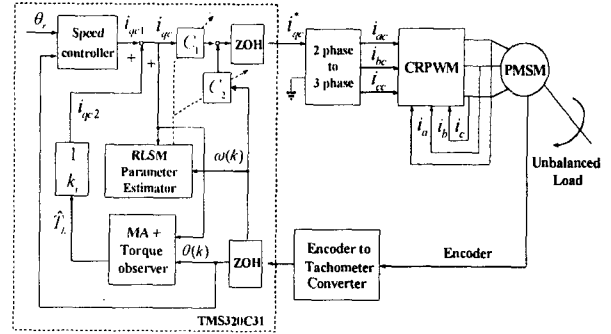 θr
Speed
controller
iqc1
iqc
+
+
C1
C2
ZOH
i*qc
2 phase
to
3 phase
iac
ibc
icc
CRPWM
PMSM
ia
ib
ic
Unbalanced
Load
iqc2
1
kt
T̂L
RLSM
Parameter
Estimator
ω(k)
MA +
Torque
observer
θ(k)
ZOH
TMS320C31
Encoder to
Tachometer
Converter
Encoder